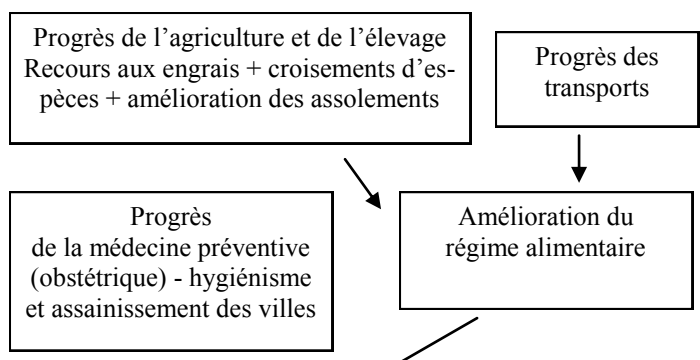 Progrès de l’agriculture et de l’élevage
Recours aux engrais + croisements d’es-
pèces + amélioration des assolements
Progrès des
transports
Progrès
de la médecine préventive
(obstétrique) - hygiénisme
et assainissement des villes
Amélioration du
régime alimentaire